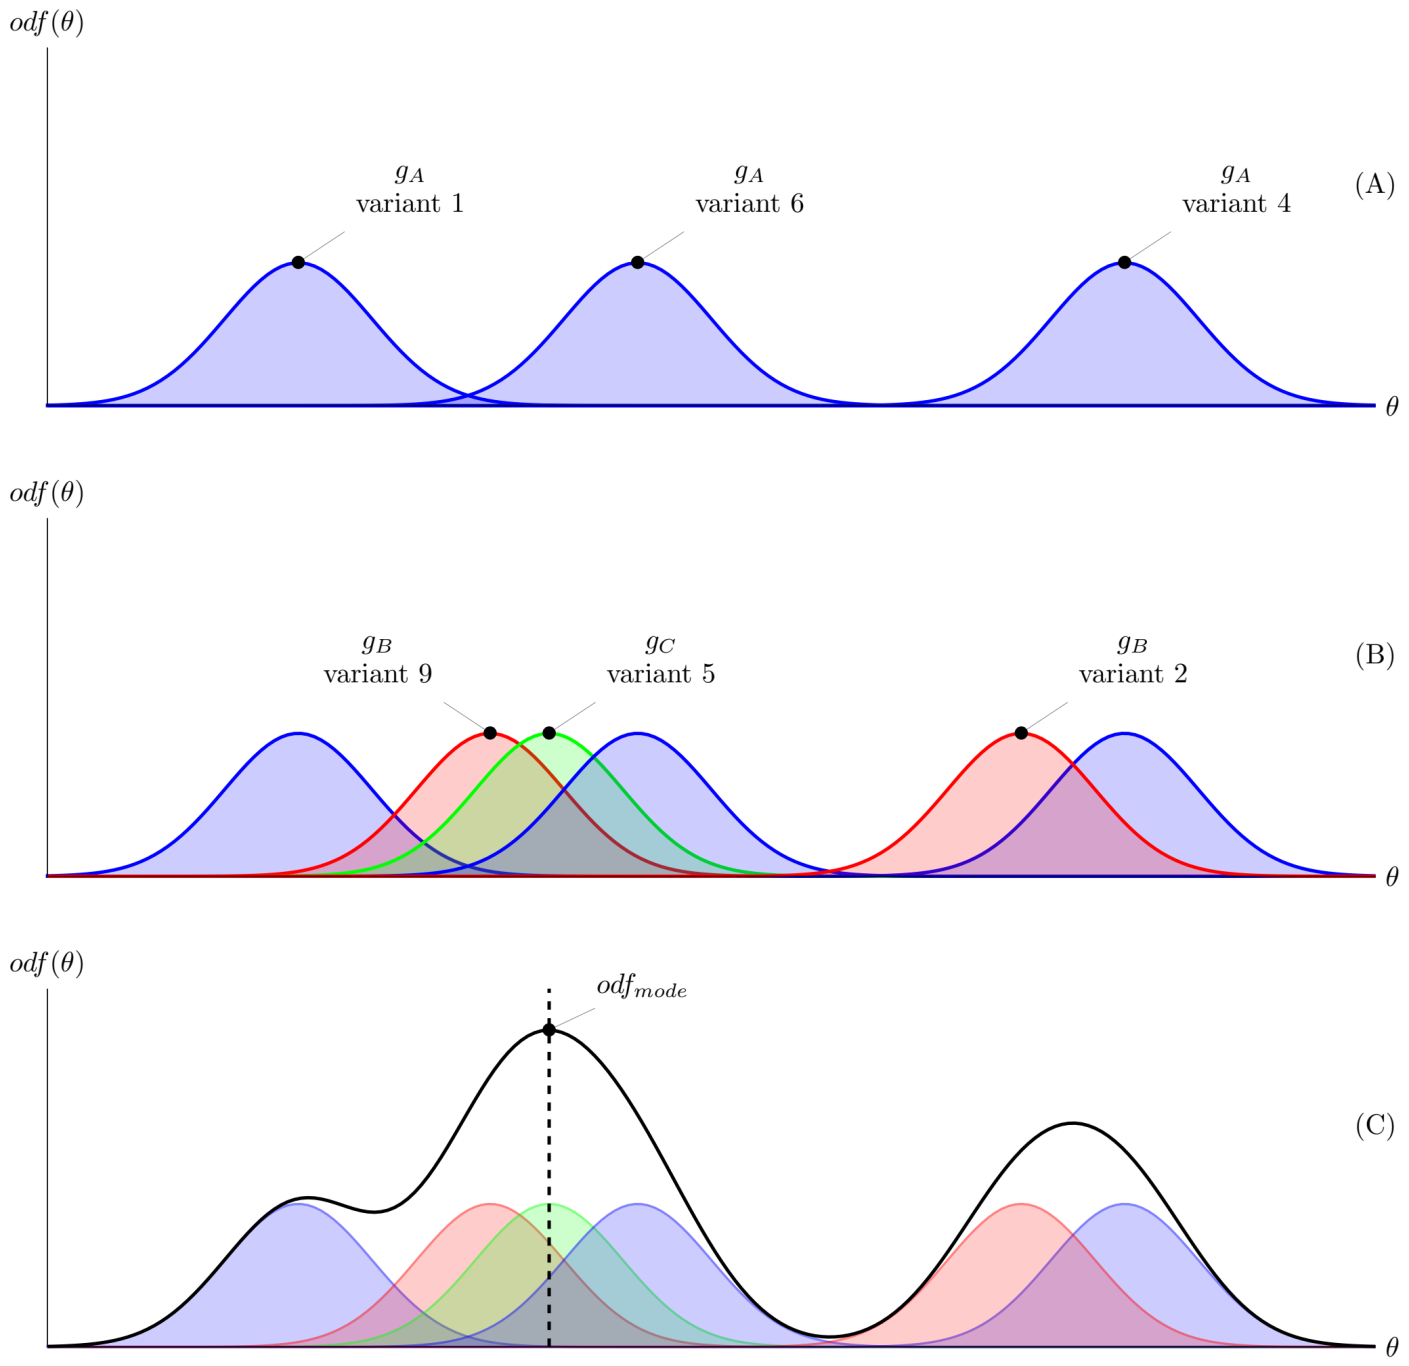 odf(θ)
g_A
variant 1
g_A
variant 6
g_A
variant 4
(A)
θ
odf(θ)
g_B
variant 9
g_C
variant 5
g_B
variant 2
(B)
θ
odf(θ)
odf_mode
(C)
θ